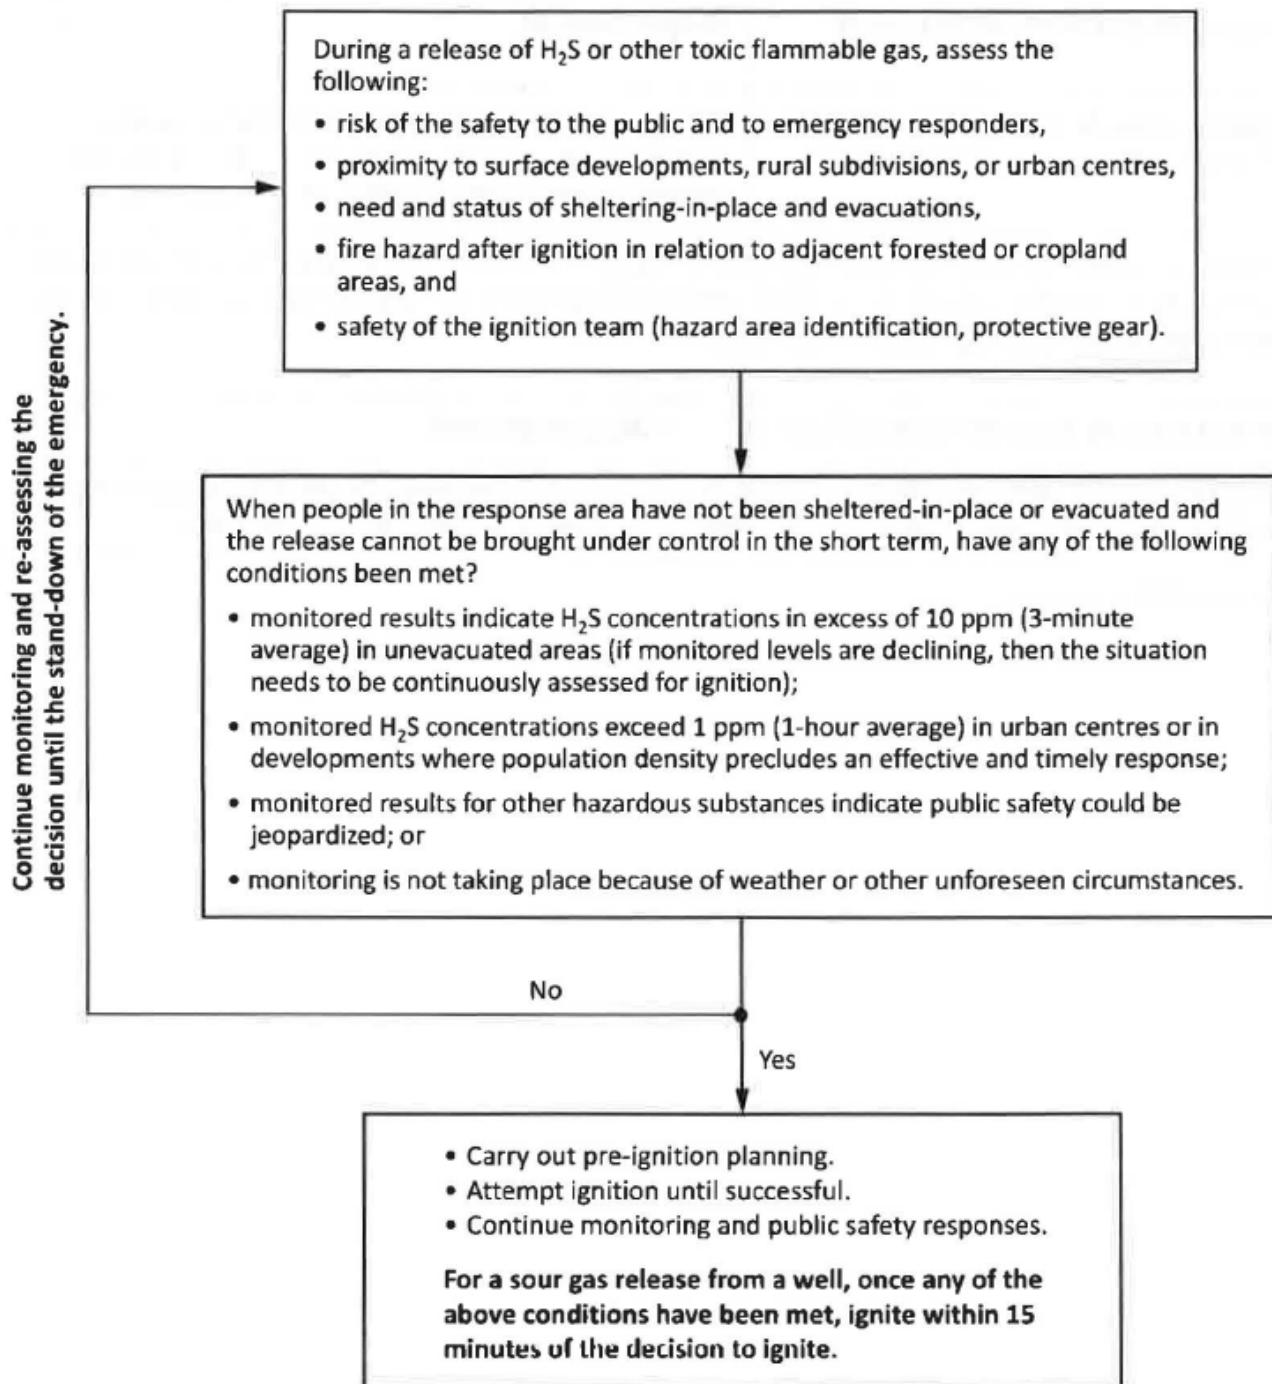 During a release of H₂S or other toxic flammable gas, assess the
following:
• risk of the safety to the public and to emergency responders,
• proximity to surface developments, rural subdivisions, or urban centres,
• need and status of sheltering-in-place and evacuations,
• fire hazard after ignition in relation to adjacent forested or cropland
areas, and
• safety of the ignition team (hazard area identification, protective gear).
Continue monitoring and re-assessing the
decision until the stand-down of the emergency.
When people in the response area have not been sheltered-in-place or evacuated and
the release cannot be brought under control in the short term, have any of the following
conditions been met?
• monitored results indicate H₂S concentrations in excess of 10 ppm (3-minute
average) in unevacuated areas (if monitored levels are declining, then the situation
needs to be continuously assessed for ignition);
• monitored H₂S concentrations exceed 1 ppm (1-hour average) in urban centres or in
developments where population density precludes an effective and timely response;
• monitored results for other hazardous substances indicate public safety could be
jeopardized; or
• monitoring is not taking place because of weather or other unforeseen circumstances.
No
Yes
• Carry out pre-ignition planning.
• Attempt ignition until successful.
• Continue monitoring and public safety responses.
For a sour gas release from a well, once any of the
above conditions have been met, ignite within 15
minutes of the decision to ignite.